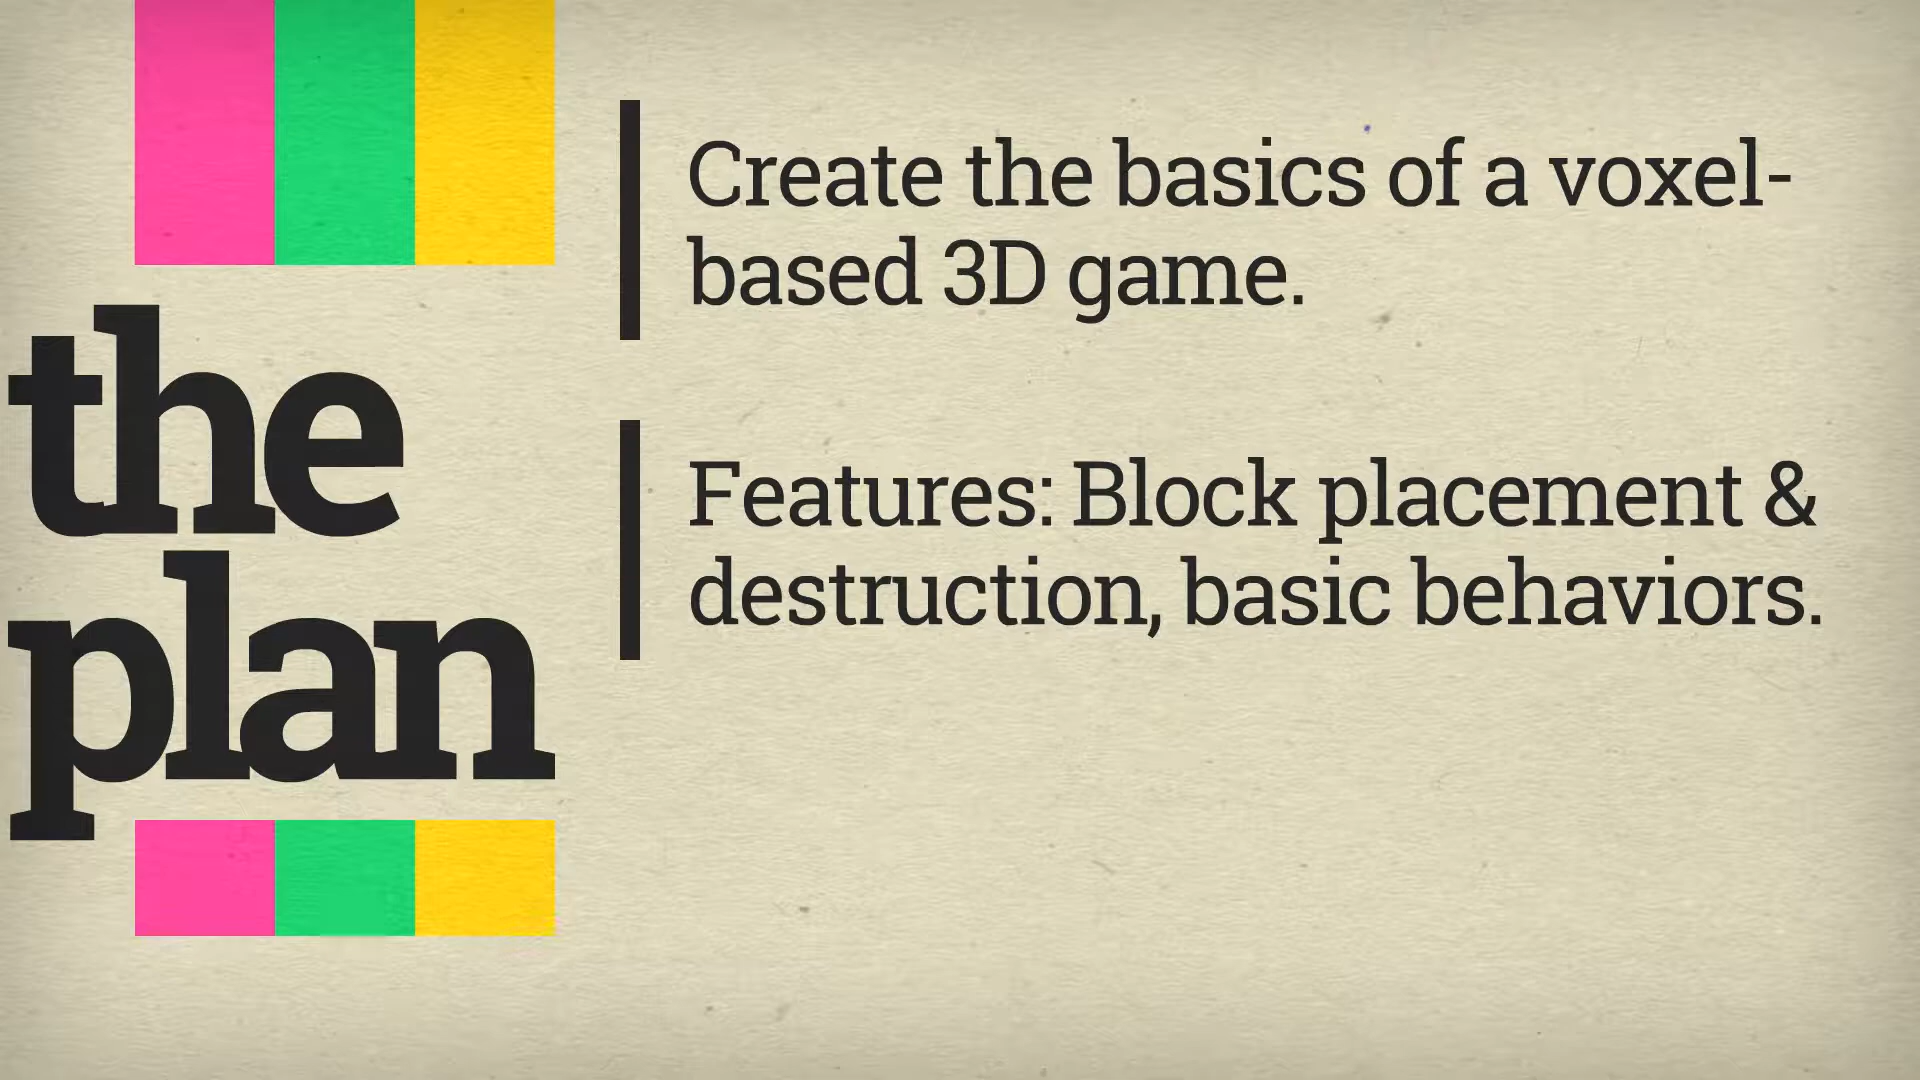 the
plan
Create the basics of a voxel-
based 3D game.
Features: Block placement &
destruction, basic behaviors.